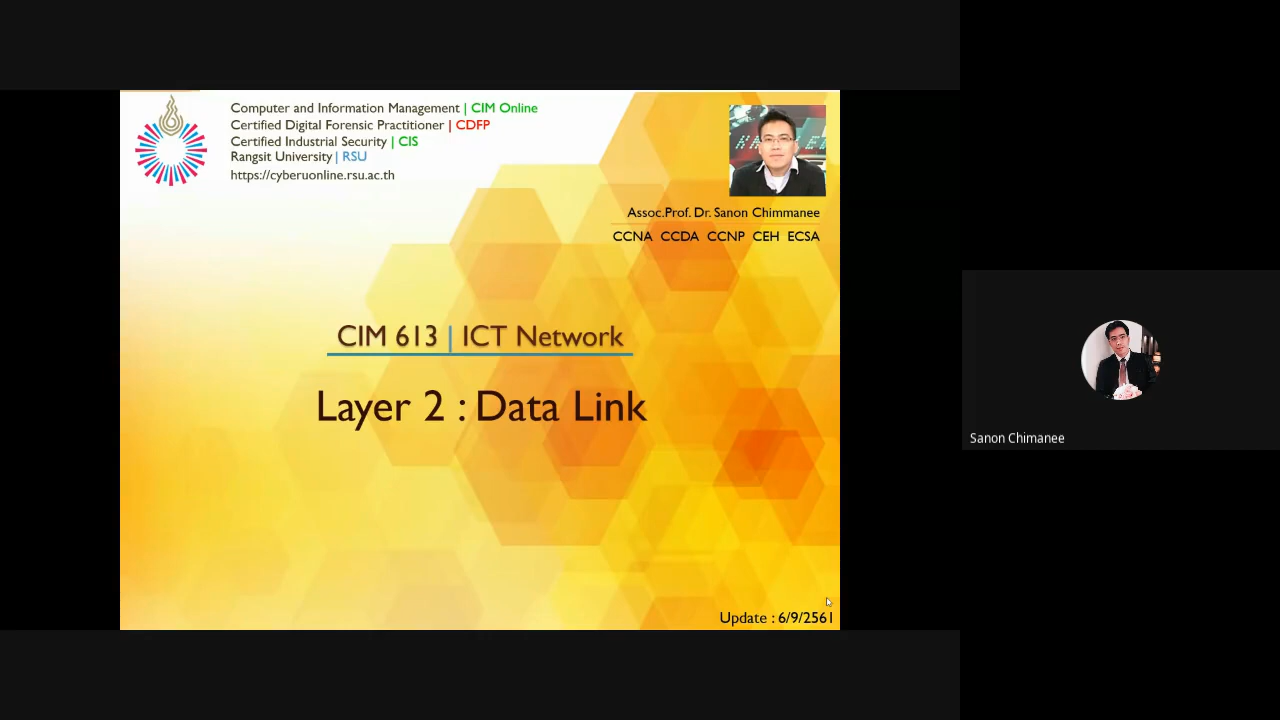 Computer and Information Management | CIM Online
Certified Digital Forensic Practitioner | CDFP
Certified Industrial Security | CIS
Rangsit University | RSU
https://cyberuonline.rsu.ac.th
Assoc.Prof. Dr. Sanon Chimmanee
CCNA CCDA CCNP CEH ECSA
CIM 613 | ICT Network
Layer 2 : Data Link
Update : 6/9/2561
Sanon Chimanee